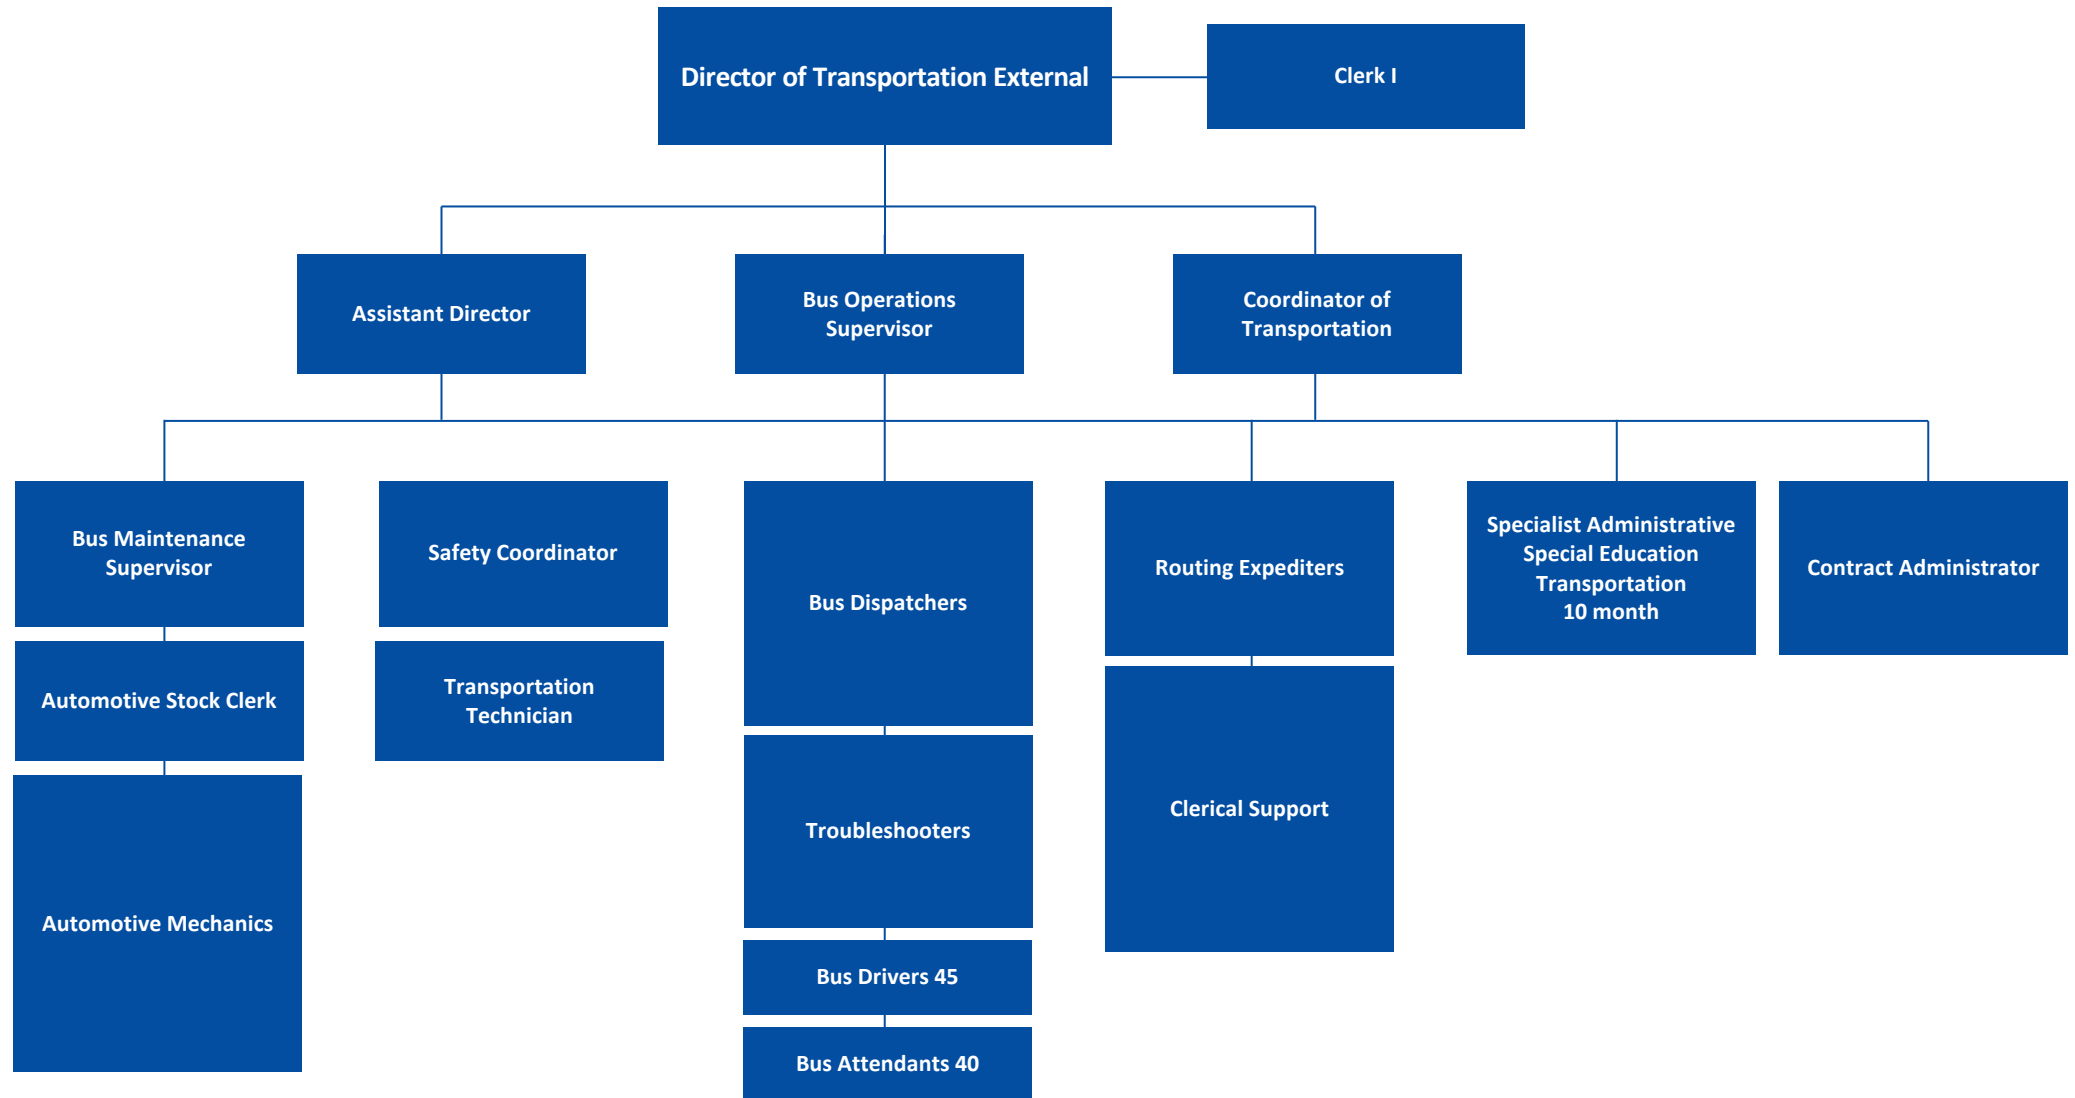 Director of Transportation External
Clerk I
Assistant Director
Bus Operations
Supervisor
Coordinator of
Transportation
Bus Maintenance
Supervisor
Safety Coordinator
Bus Dispatchers
Routing Expediters
Specialist Administrative
Special Education
Transportation
10 month
Contract Administrator
Automotive Stock Clerk
Transportation
Technician
Troubleshooters
Clerical Support
Automotive Mechanics
Bus Drivers 45
Bus Attendants 40